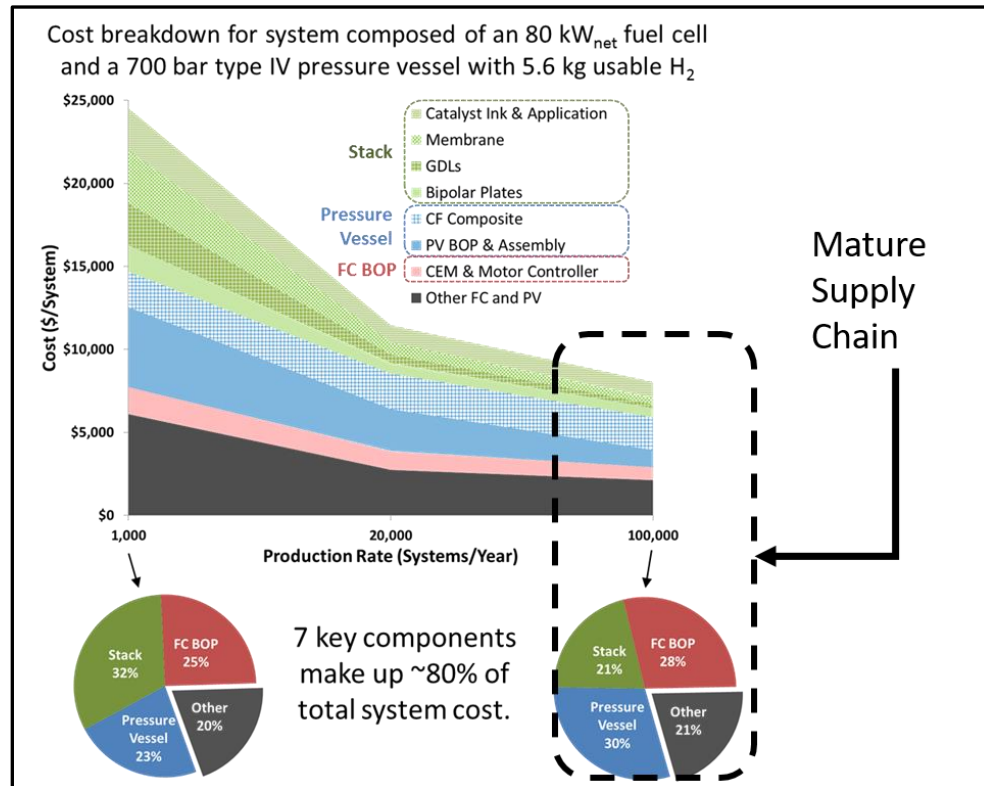 Cost breakdown for system composed of an 80 kWnet fuel cell
and a 700 bar type IV pressure vessel with 5.6 kg usable H2
$25,000
$20,000
$15,000
$10,000
$5,000
$0
Cost ($/System)
Stack
Catalyst Ink & Application
Membrane
GDLs
Bipolar Plates
Pressure
Vessel
CF Composite
PV BOP & Assembly
FC BOP
CEM & Motor Controller
Other FC and PV
Mature
Supply
Chain
1,000
20,000
100,000
Production Rate (Systems/Year)
Stack
32%
FC BOP
25%
Pressure
Vessel
23%
Other
20%
7 key components
make up ~80% of
total system cost.
Stack
21%
FC BOP
28%
Pressure
Vessel
30%
Other
21%